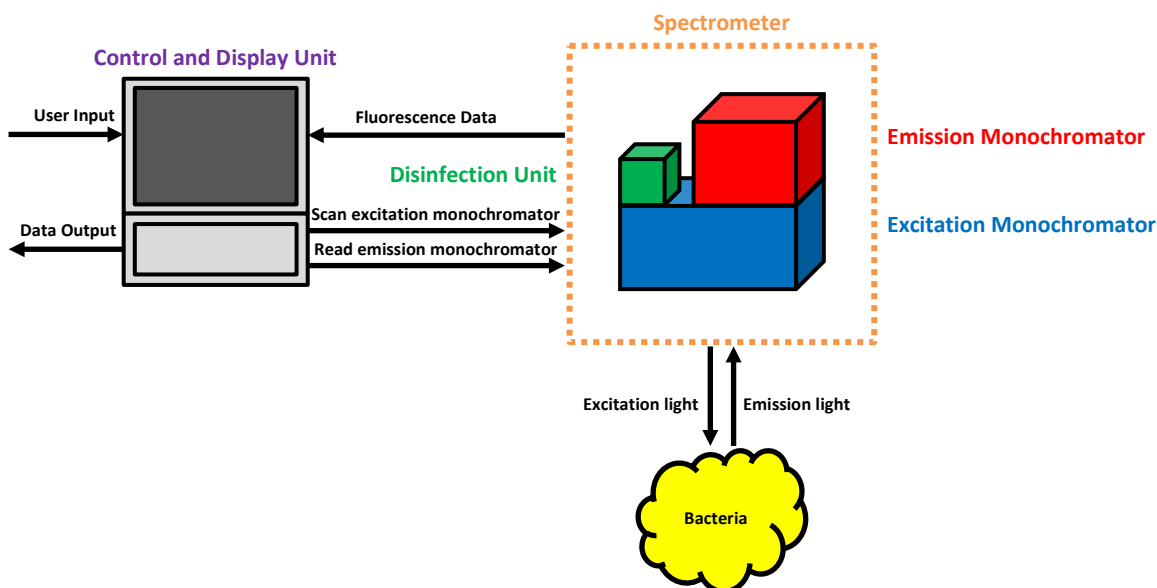 Spectrometer
Control and Display Unit
User Input
Fluorescence Data
Emission Monochromator
Disinfection Unit
Scan excitation monochromator
Excitation Monochromator
Data Output
Read emission monochromator
Excitation light
Emission light
Bacteria